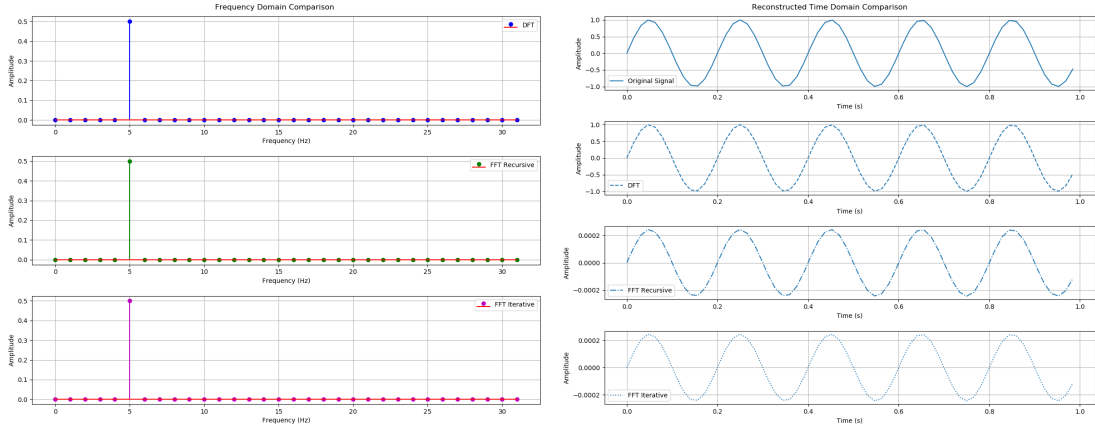 Frequency Domain Comparison
0.5
0.4
0.3
0.2
0.1
0.0
Amplitude
DFT
0 5 10 15 20 25 30
Frequency (Hz)
0.5
0.4
0.3
0.2
0.1
0.0
Amplitude
FFT Recursive
0 5 10 15 20 25 30
Frequency (Hz)
0.5
0.4
0.3
0.2
0.1
0.0
Amplitude
FFT Iterative
0 5 10 15 20 25 30
Frequency (Hz)
Reconstructed Time Domain Comparison
1.0
0.5
0.0
−0.5
−1.0
Amplitude
Original Signal
0.0 0.2 0.4 0.6 0.8 1.0
Time (s)
1.0
0.5
0.0
−0.5
−1.0
Amplitude
DFT
0.0 0.2 0.4 0.6 0.8 1.0
Time (s)
0.0002
0.0000
−0.0002
Amplitude
FFT Recursive
0.0 0.2 0.4 0.6 0.8 1.0
Time (s)
0.0002
0.0000
−0.0002
Amplitude
FFT Iterative
0.0 0.2 0.4 0.6 0.8 1.0
Time (s)